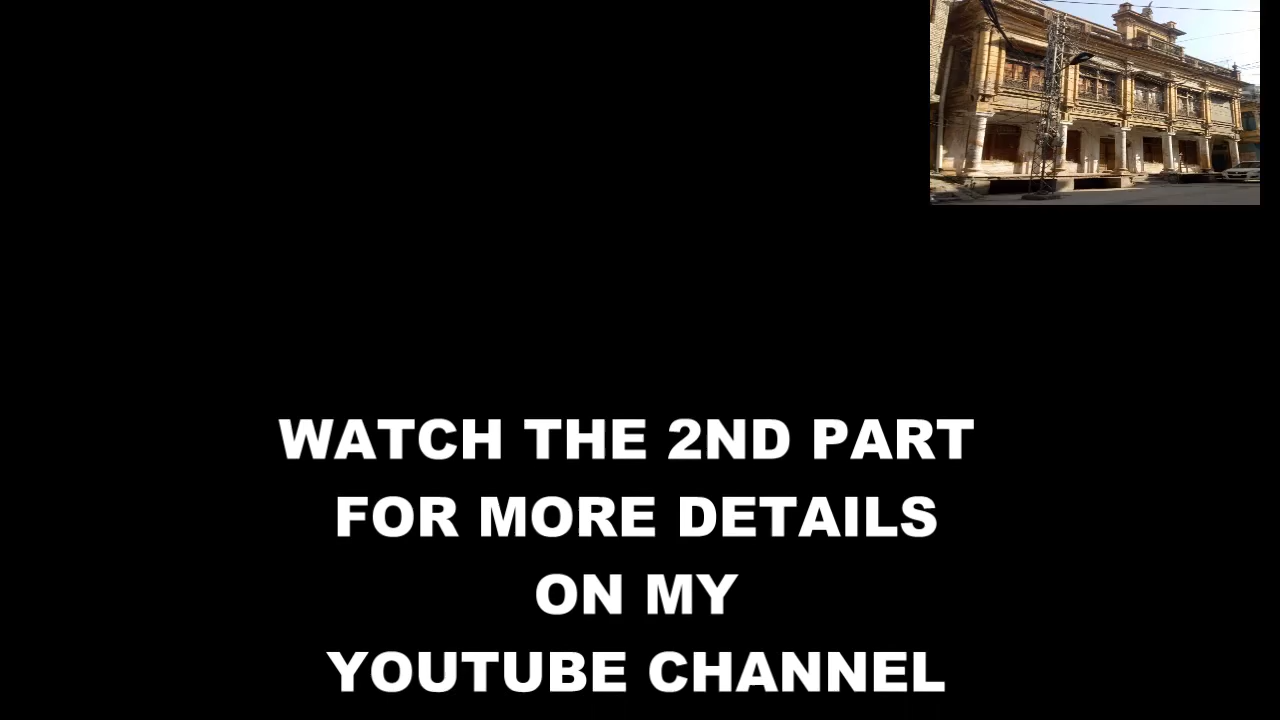 WATCH THE 2ND PART
FOR MORE DETAILS
ON MY
YOUTUBE CHANNEL